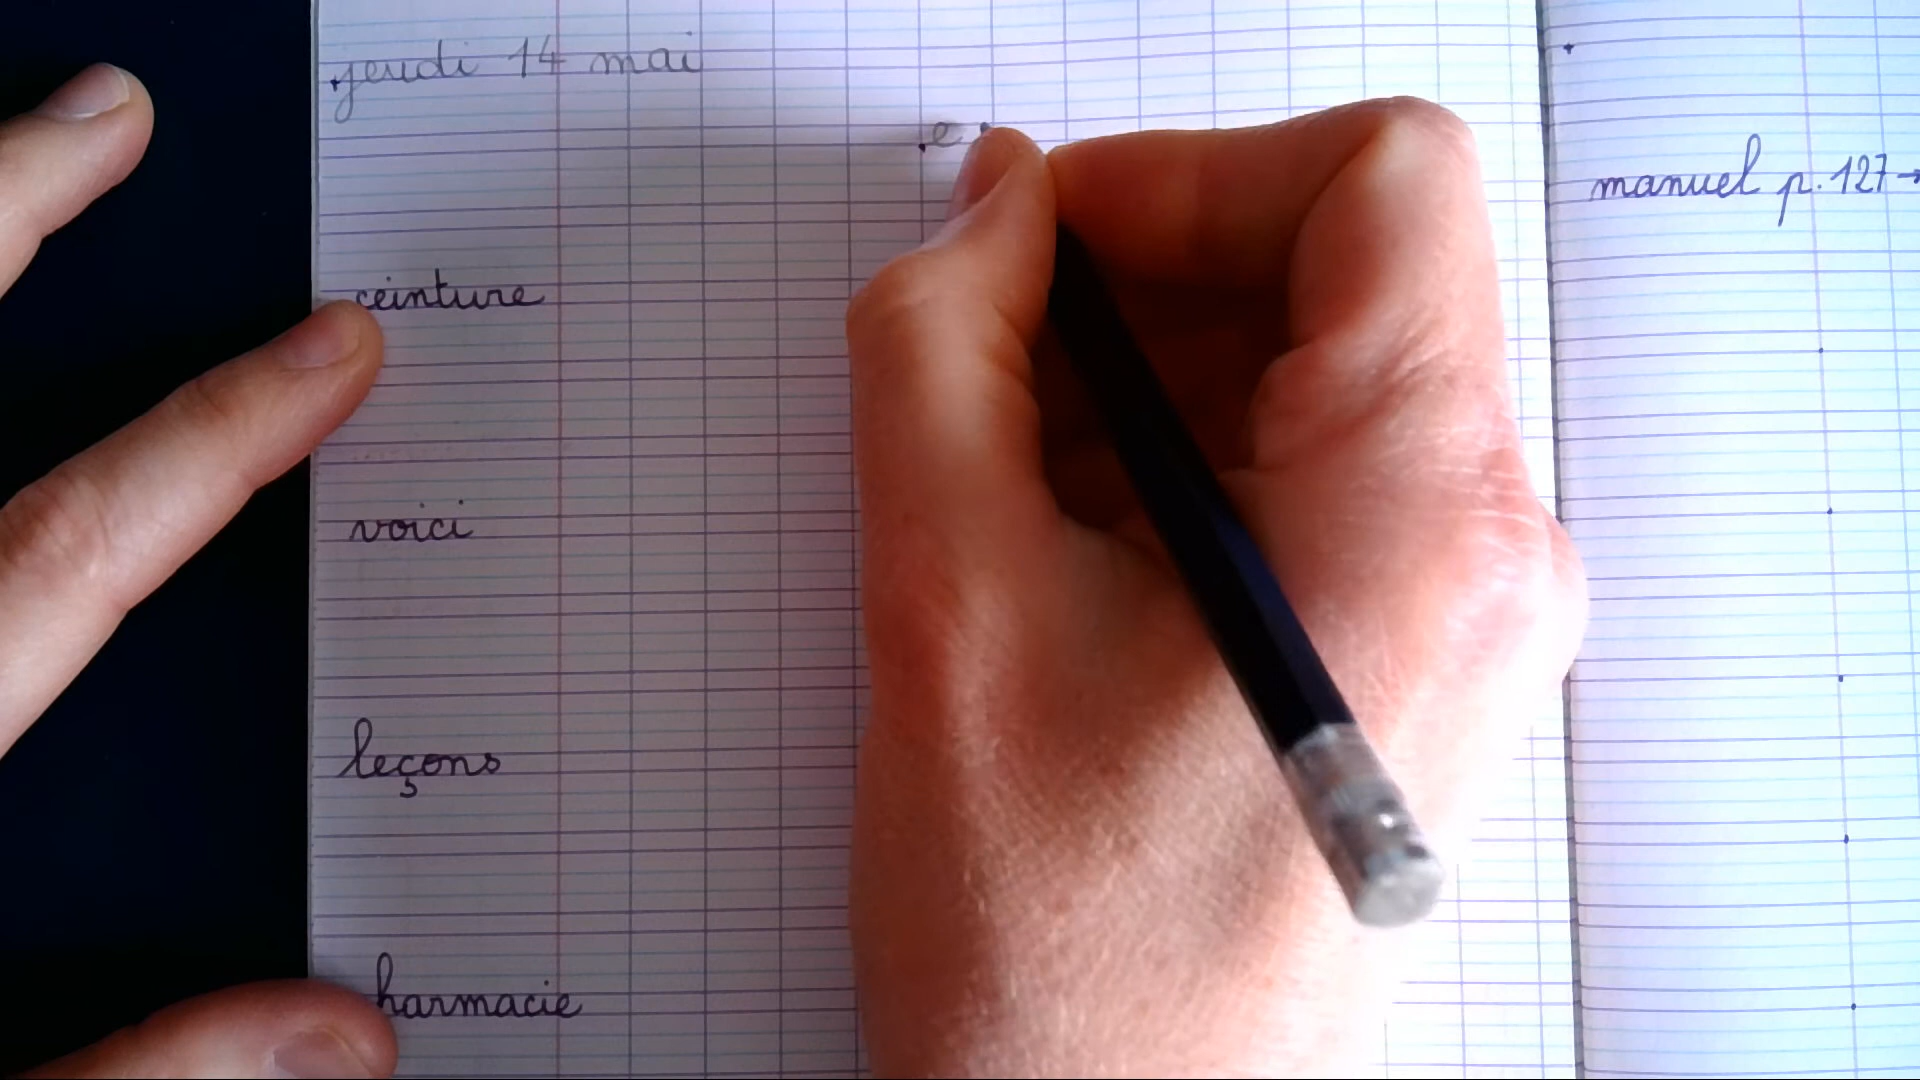 jeudi 14 mai
e
ceinture
voici
leçons
harmacie
manuel p. 127 →